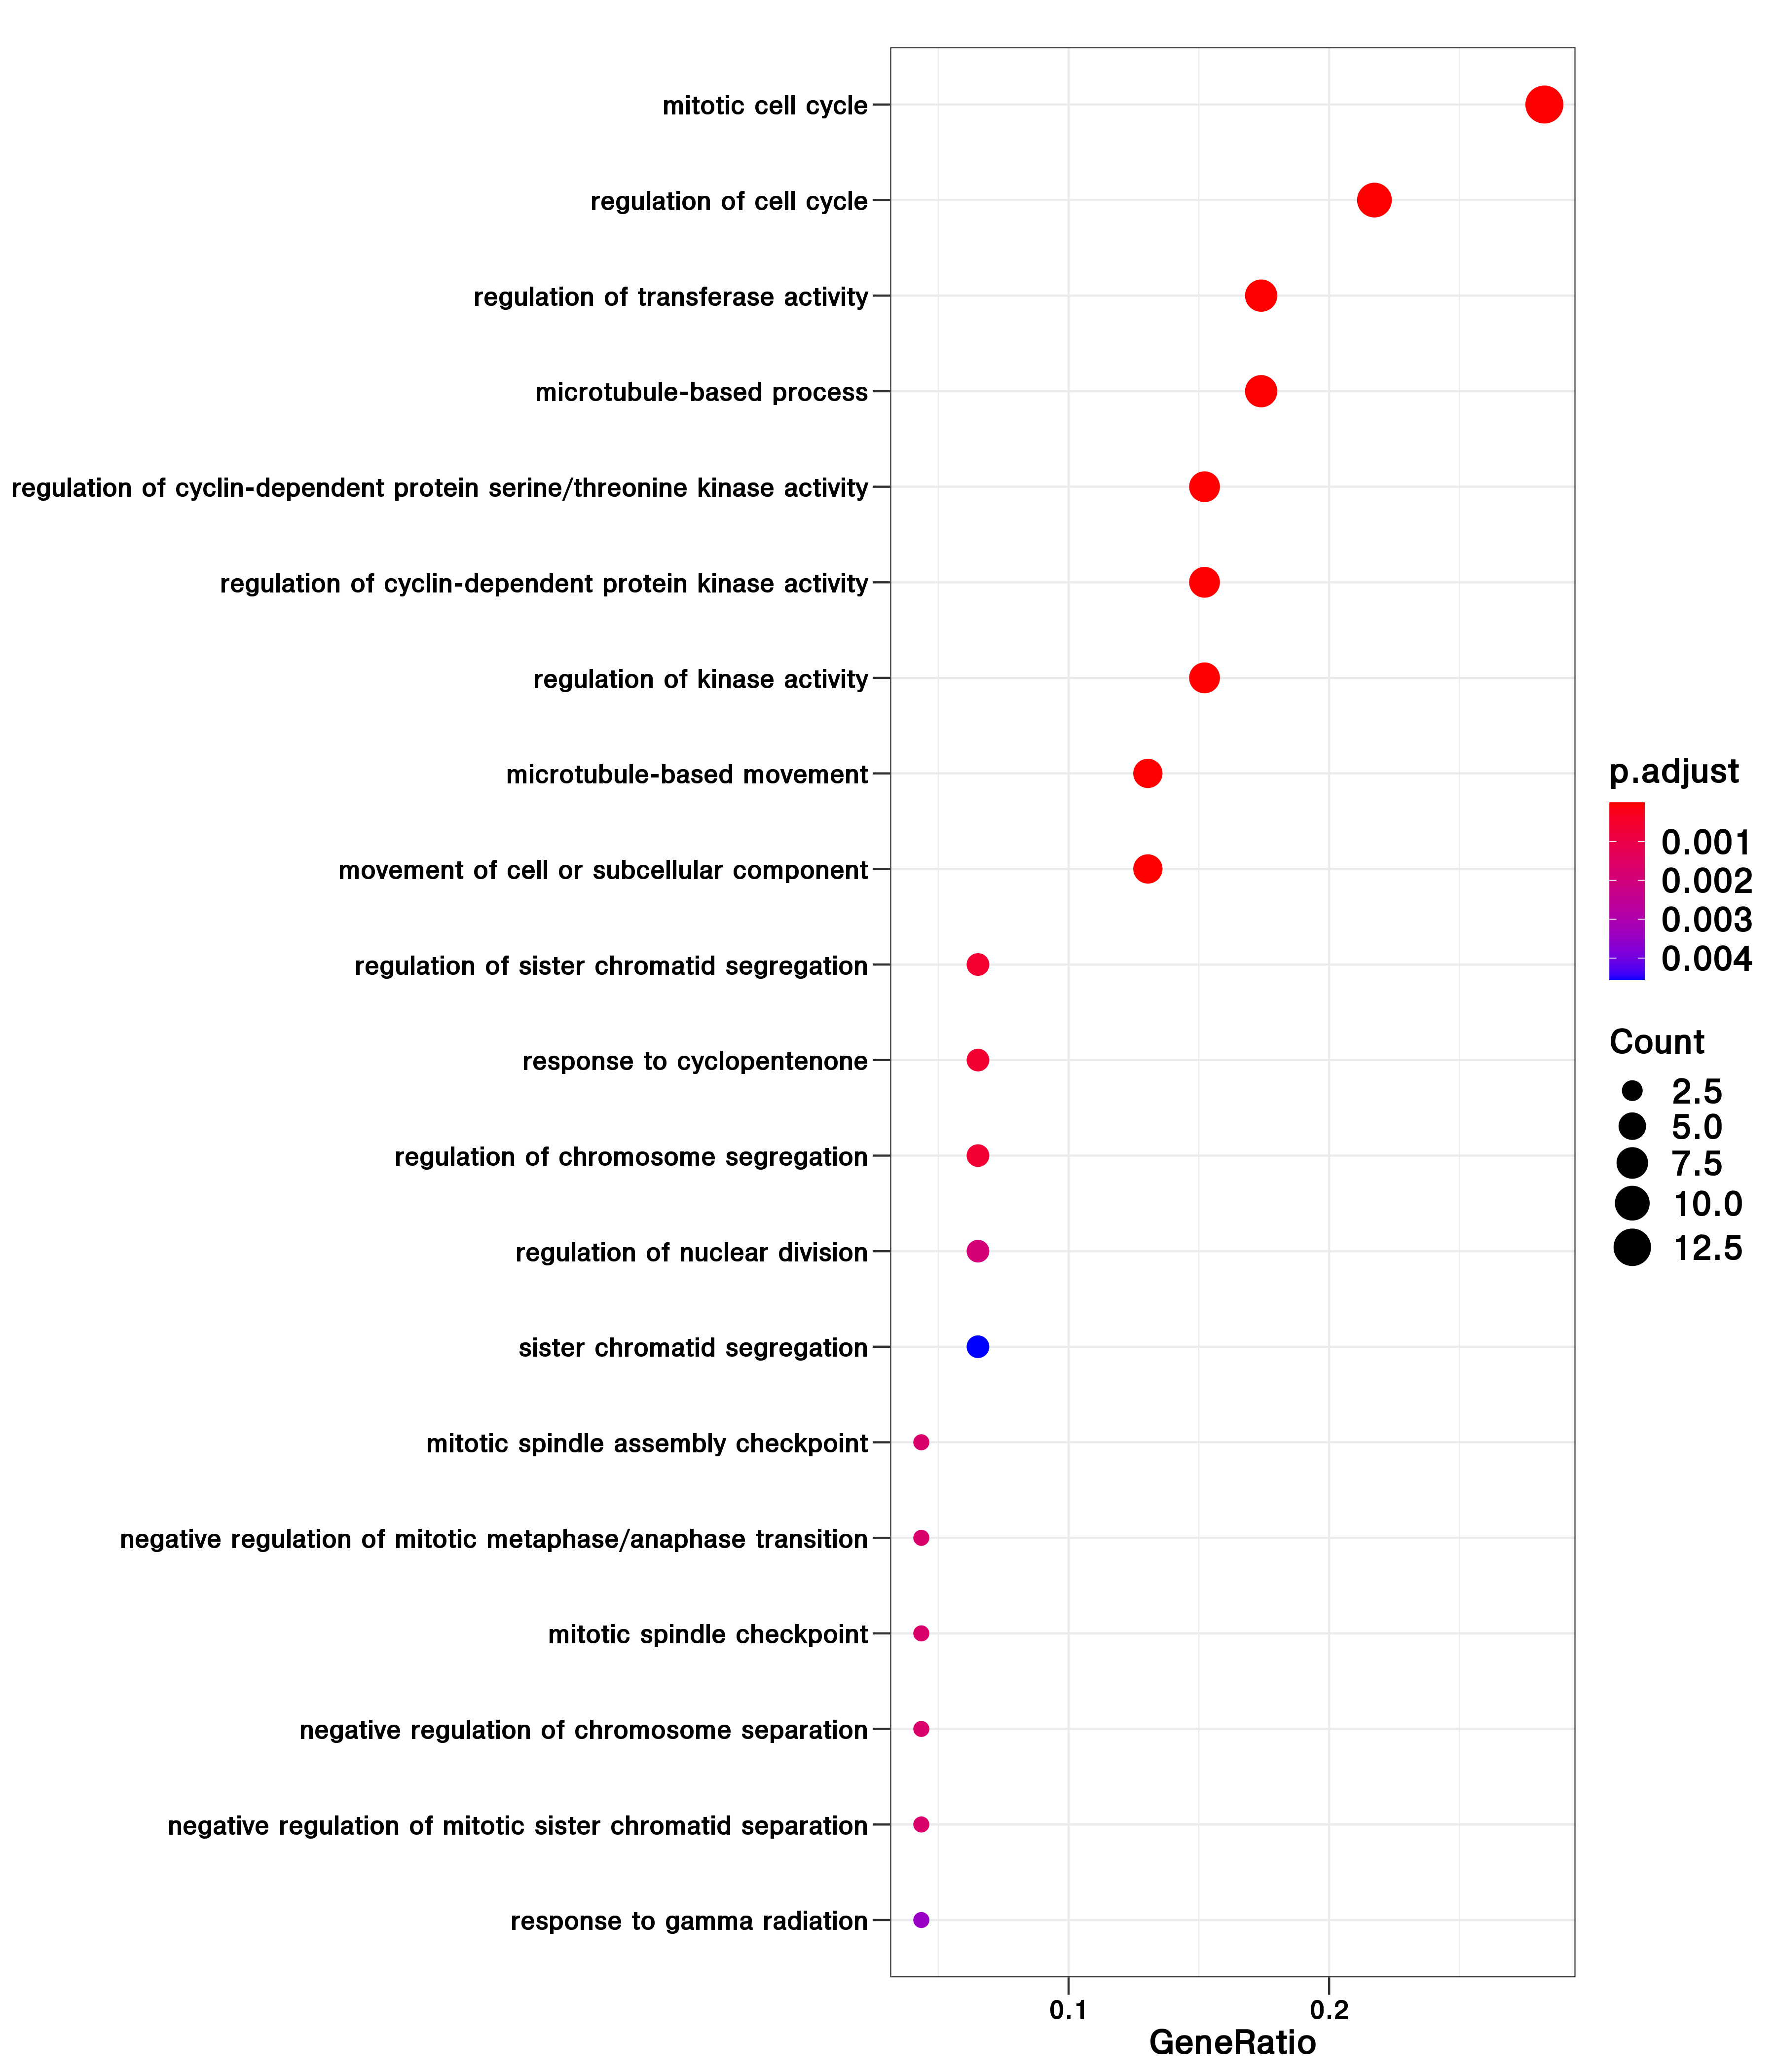 mitotic cell cycle
regulation of cell cycle
regulation of transferase activity
microtubule-based process
regulation of cyclin-dependent protein serine/threonine kinase activity
regulation of cyclin-dependent protein kinase activity
regulation of kinase activity
microtubule-based movement
movement of cell or subcellular component
regulation of sister chromatid segregation
response to cyclopentenone
regulation of chromosome segregation
regulation of nuclear division
sister chromatid segregation
mitotic spindle assembly checkpoint
negative regulation of mitotic metaphase/anaphase transition
mitotic spindle checkpoint
negative regulation of chromosome separation
negative regulation of mitotic sister chromatid separation
response to gamma radiation
0.1 0.2
GeneRatio
p.adjust
0.001
0.002
0.003
0.004
Count
2.5
5.0
7.5
10.0
12.5